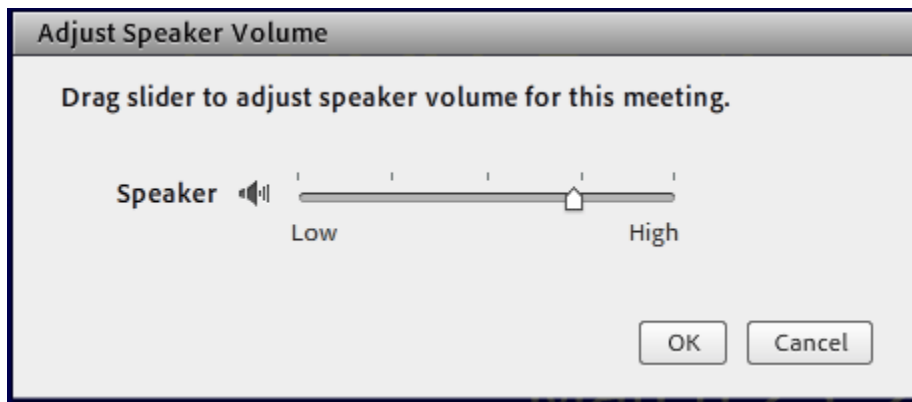 Adjust Speaker Volume
Drag slider to adjust speaker volume for this meeting.
Speaker
Low High
OK Cancel